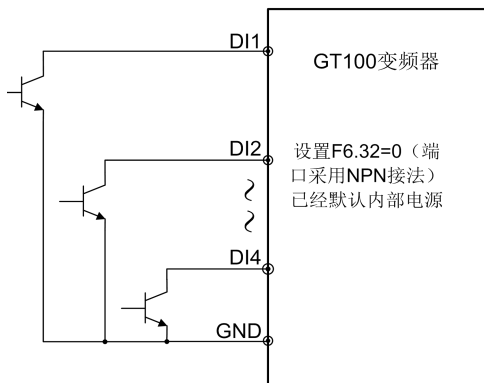 DI1
GT100变频器
DI2
设置F6.32=0（端
口采用NPN接法）
已经默认内部电源
DI4
GND